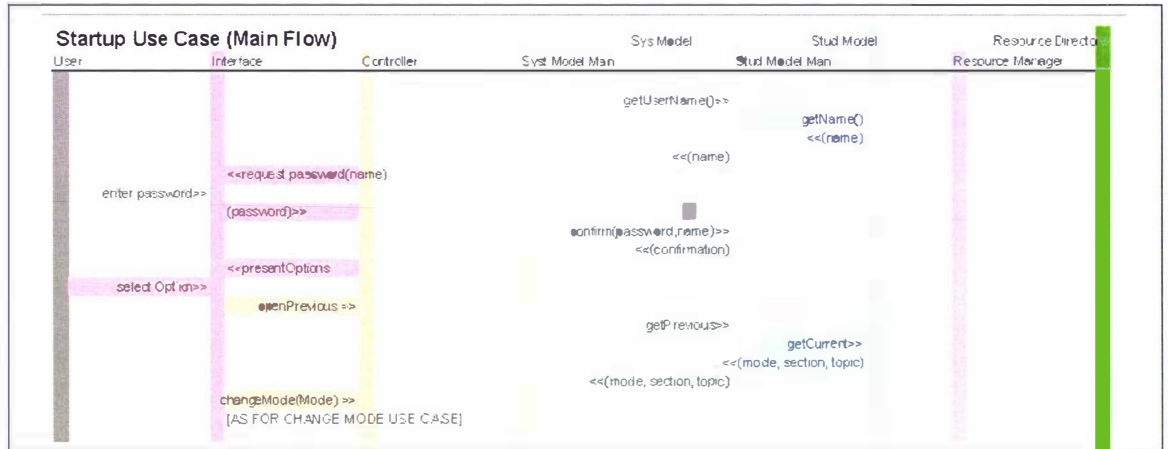 Startup Use Case (Main Flow)
Sys Model Stud Model Resource Directo
User Interface Controller Syst Model Man Stud Model Man Resource Manager
getUserName()>>
getName()
<<(name)
<<(name)
<<request password(name)
enter password>>
(password)>>
confirm(password,name)>>
<<(confirmation)
<<presentOptions
select Option>>
openPrevious >>
getPrevious>>
getCurrent>>
<<(mode, section, topic)
<<(mode, section, topic)
changeMode(Mode) >>
[AS FOR CHANGE MODE USE CASE]